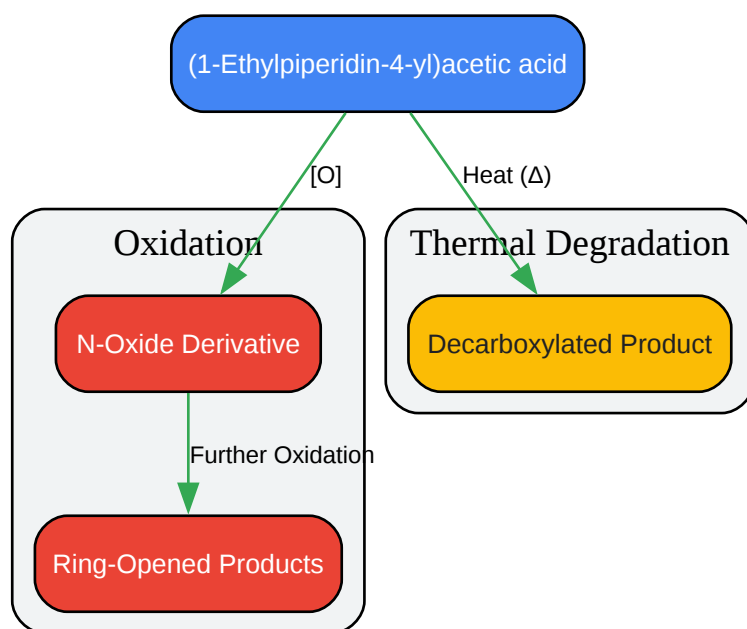 (1-Ethylpiperidin-4-yl)acetic acid
[O]
Heat (Δ)
Oxidation
Thermal Degradation
N-Oxide Derivative
Decarboxylated Product
Further Oxidation
Ring-Opened Products